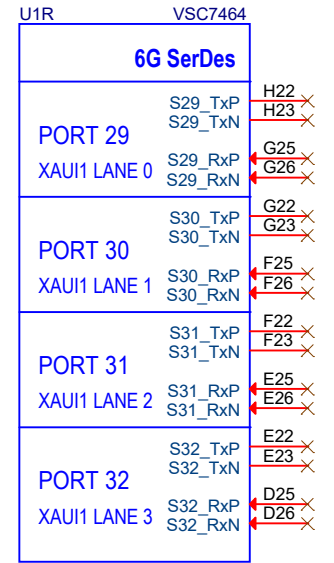 U1R VSC7464
6G SerDes
S29_TxP H22
S29_TxN H23
PORT 29
S29_RxP G25
XAUI1 LANE 0
S29_RxN G26
S30_TxP G22
S30_TxN G23
PORT 30
S30_RxP F25
XAUI1 LANE 1
S30_RxN F26
S31_TxP F22
S31_TxN F23
PORT 31
S31_RxP E25
XAUI1 LANE 2
S31_RxN E26
S32_TxP E22
S32_TxN E23
PORT 32
S32_RxP D25
XAUI1 LANE 3
S32_RxN D26